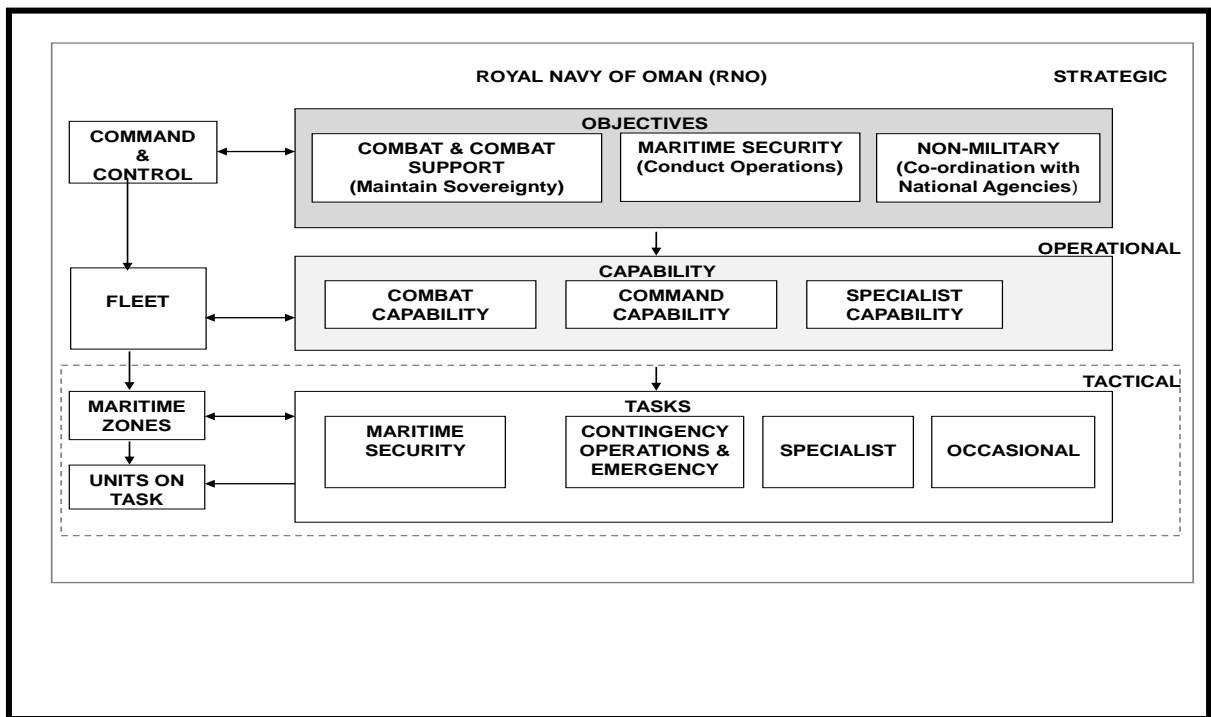 ROYAL NAVY OF OMAN (RNO)
STRATEGIC
COMMAND
&
CONTROL
OBJECTIVES
COMBAT & COMBAT
SUPPORT
(Maintain Sovereignty)
MARITIME SECURITY
(Conduct Operations)
NON-MILITARY
(Co-ordination with
National Agencies)
OPERATIONAL
FLEET
CAPABILITY
COMBAT
CAPABILITY
COMMAND
CAPABILITY
SPECIALIST
CAPABILITY
TACTICAL
MARITIME
ZONES
TASKS
MARITIME
SECURITY
CONTINGENCY
OPERATIONS &
EMERGENCY
SPECIALIST
OCCASIONAL
UNITS ON
TASK